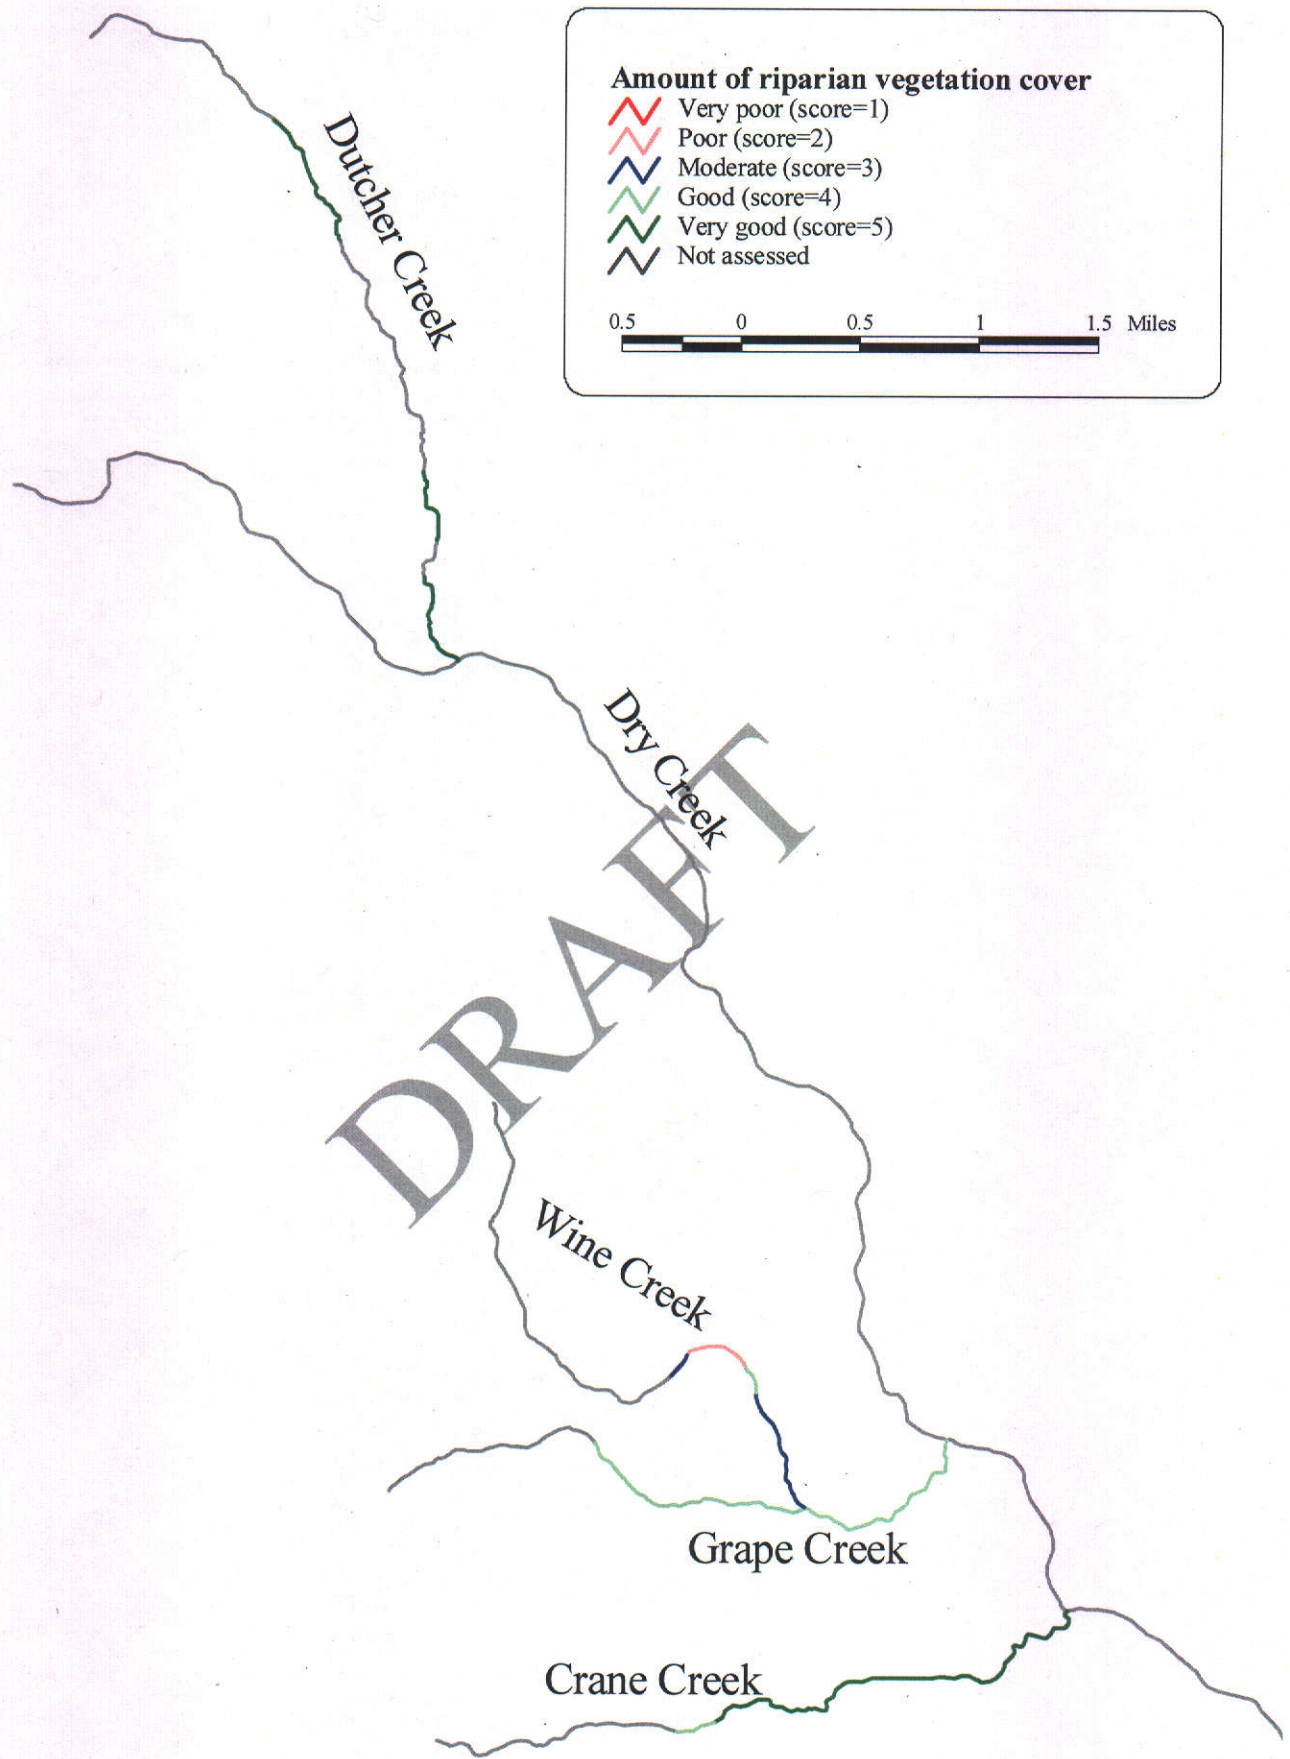 Amount of riparian vegetation cover
Very poor (score=1)
Poor (score=2)
Moderate (score=3)
Good (score=4)
Very good (score=5)
Not assessed
0.5 0 0.5 1 1.5 Miles
Dutcher Creek
Dry Creek
DRAFT
Wine Creek
Grape Creek
Crane Creek